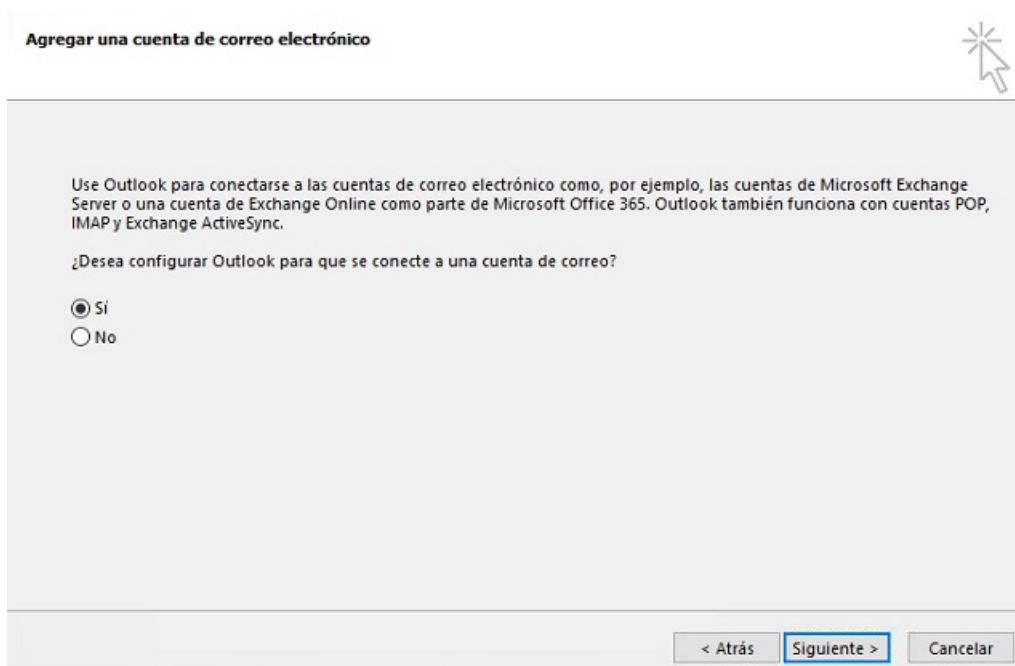 Agregar una cuenta de correo electrónico
Use Outlook para conectarse a las cuentas de correo electrónico como, por ejemplo, las cuentas de Microsoft Exchange
Server o una cuenta de Exchange Online como parte de Microsoft Office 365. Outlook también funciona con cuentas POP,
IMAP y Exchange ActiveSync.
¿Desea configurar Outlook para que se conecte a una cuenta de correo?
Sí
No
< Atrás Siguiente > Cancelar